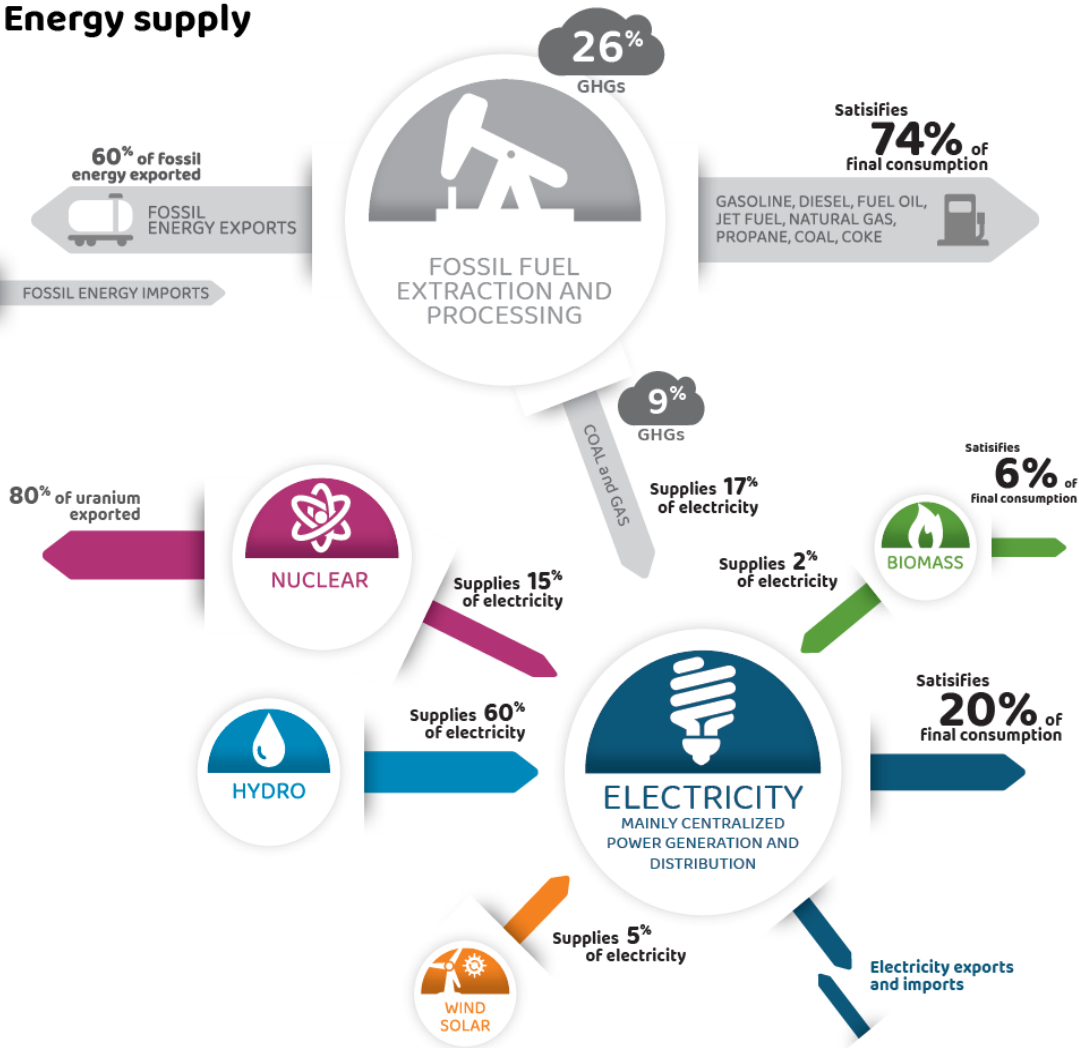 Energy supply
26%
GHGs
Satisifies
74% of
final consumption
60% of fossil
energy exported
FOSSIL
ENERGY EXPORTS
GASOLINE, DIESEL, FUEL OIL,
JET FUEL, NATURAL GAS,
PROPANE, COAL, COKE
FOSSIL ENERGY IMPORTS
FOSSIL FUEL
EXTRACTION AND
PROCESSING
9%
GHGs
COAL and GAS
Supplies 17%
of electricity
Satisifies
6% of
final consumption
80% of uranium
exported
NUCLEAR
Supplies 15%
of electricity
Supplies 2%
of electricity
BIOMASS
Satisifies
20% of
final consumption
Supplies 60%
of electricity
HYDRO
ELECTRICITY
MAINLY CENTRALIZED
POWER GENERATION AND
DISTRIBUTION
Supplies 5%
of electricity
WIND
SOLAR
Electricity exports
and imports